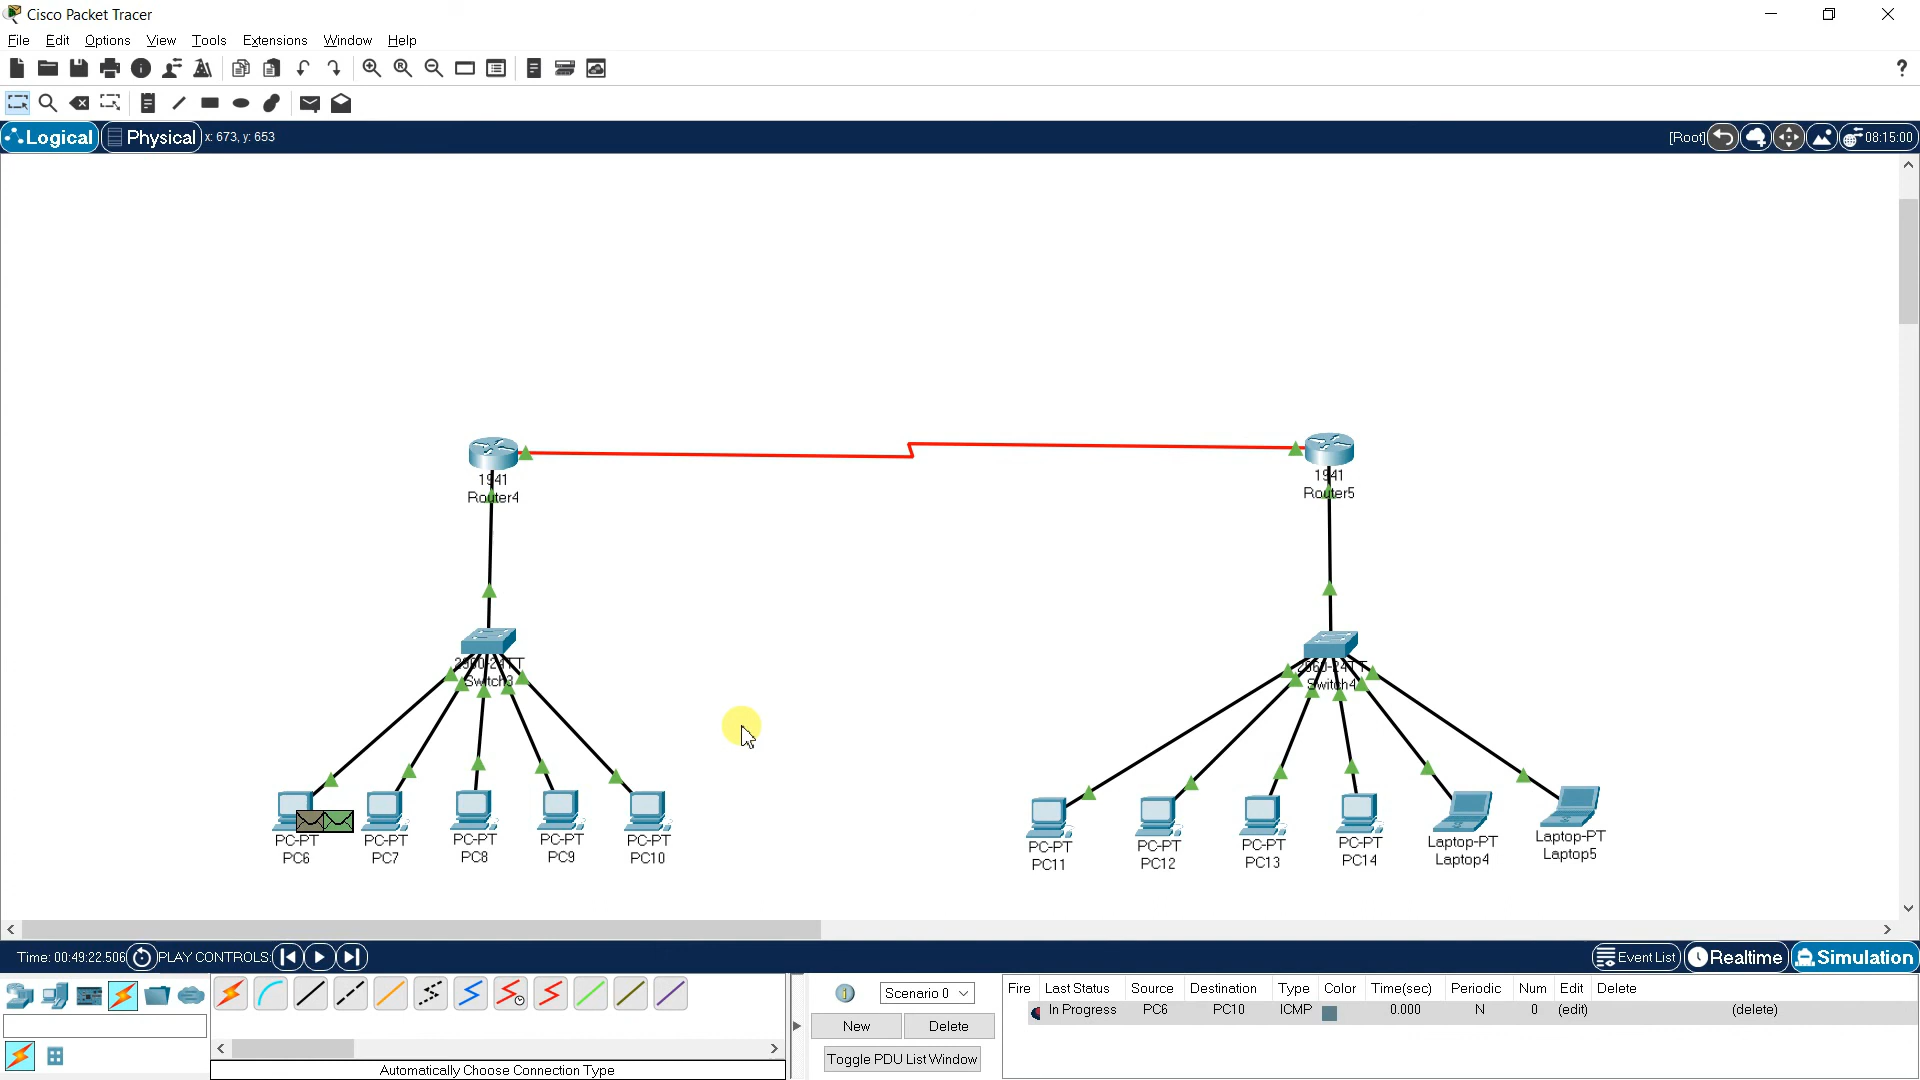 Cisco Packet Tracer
File Edit Options View Tools Extensions Window Help
?
Logical Physical x: 673, y: 653 [Root] 08:15:00
1941
Router4
1941
Router5
2960-24TT
Switch3
2960-24TT
Switch4
PC-PT
PC6
PC-PT
PC7
PC-PT
PC8
PC-PT
PC9
PC-PT
PC10
PC-PT
PC11
PC-PT
PC12
PC-PT
PC13
PC-PT
PC14
Laptop-PT
Laptop4
Laptop-PT
Laptop5
Time: 00:49:22.506 PLAY CONTROLS: Event List Realtime Simulation
Scenario 0
New Delete
Toggle PDU List Window
Fire Last Status Source Destination Type Color Time(sec) Periodic Num Edit Delete
In Progress PC6 PC10 ICMP 0.000 N 0 (edit) (delete)
Automatically Choose Connection Type